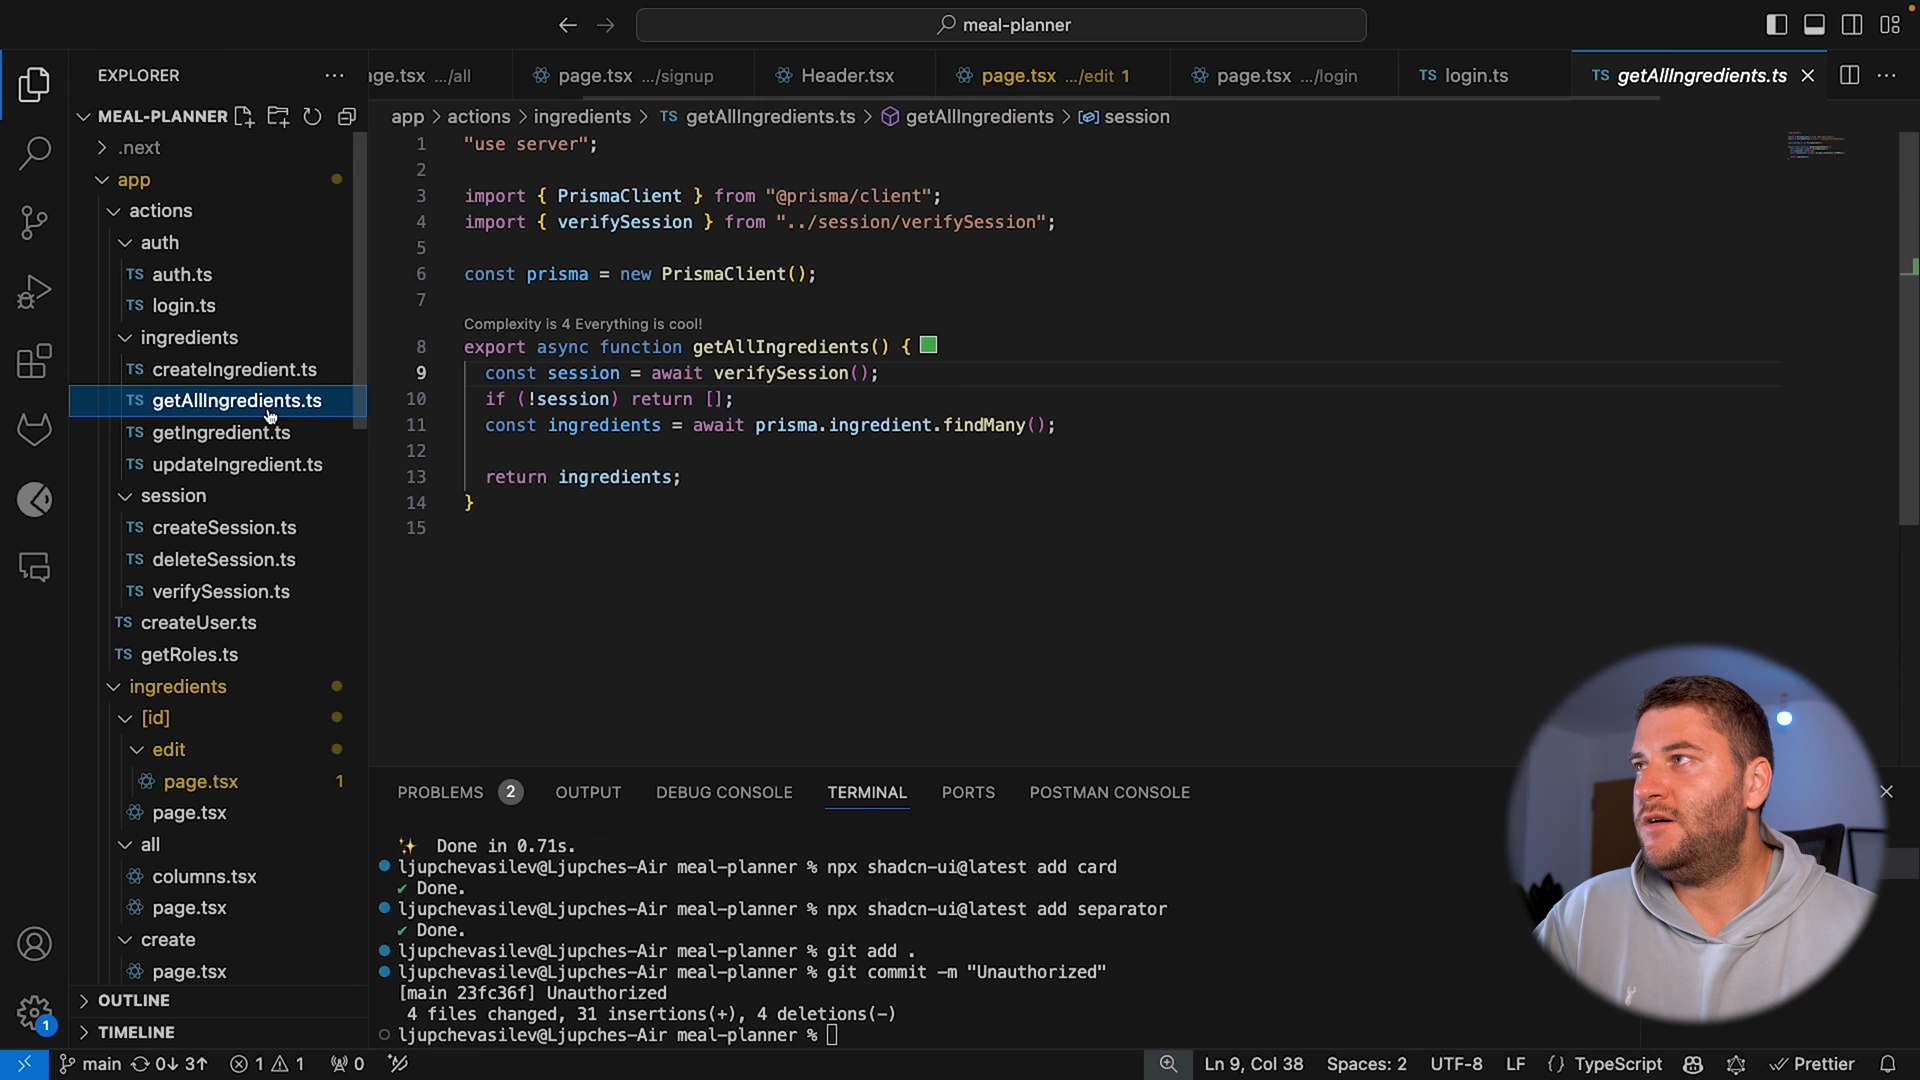 meal-planner
EXPLORER
age.tsx .../all
page.tsx .../signup
Header.tsx
page.tsx .../edit 1
page.tsx .../login
TS login.ts
TS getAllIngredients.ts
MEAL-PLANNER
app > actions > ingredients > TS getAllIngredients.ts > getAllIngredients > session
.next
app
actions
auth
TS auth.ts
TS login.ts
ingredients
TS createIngredient.ts
TS getAllIngredients.ts
TS getIngredient.ts
TS updateIngredient.ts
session
TS createSession.ts
TS deleteSession.ts
TS verifySession.ts
TS createUser.ts
TS getRoles.ts
ingredients
[id]
edit
page.tsx 1
page.tsx
all
columns.tsx
page.tsx
create
page.tsx
OUTLINE
TIMELINE
1 "use server";
2
3 import { PrismaClient } from "@prisma/client";
4 import { verifySession } from "../session/verifySession";
5
6 const prisma = new PrismaClient();
7
Complexity is 4 Everything is cool!
8 export async function getAllIngredients() {
9 const session = await verifySession();
10 if (!session) return [];
11 const ingredients = await prisma.ingredient.findMany();
12
13 return ingredients;
14 }
15
PROBLEMS 2 OUTPUT DEBUG CONSOLE TERMINAL PORTS POSTMAN CONSOLE
✨ Done in 0.71s.
ljupchevasilev@Ljupches-Air meal-planner % npx shadcn-ui@latest add card
✔ Done.
ljupchevasilev@Ljupches-Air meal-planner % npx shadcn-ui@latest add separator
✔ Done.
ljupchevasilev@Ljupches-Air meal-planner % git add .
ljupchevasilev@Ljupches-Air meal-planner % git commit -m "Unauthorized"
[main 23fc36f] Unauthorized
4 files changed, 31 insertions(+), 4 deletions(-)
ljupchevasilev@Ljupches-Air meal-planner %
1
main 0↓ 3↑ 1 1 0 Ln 9, Col 38 Spaces: 2 UTF-8 LF {} TypeScript Prettier